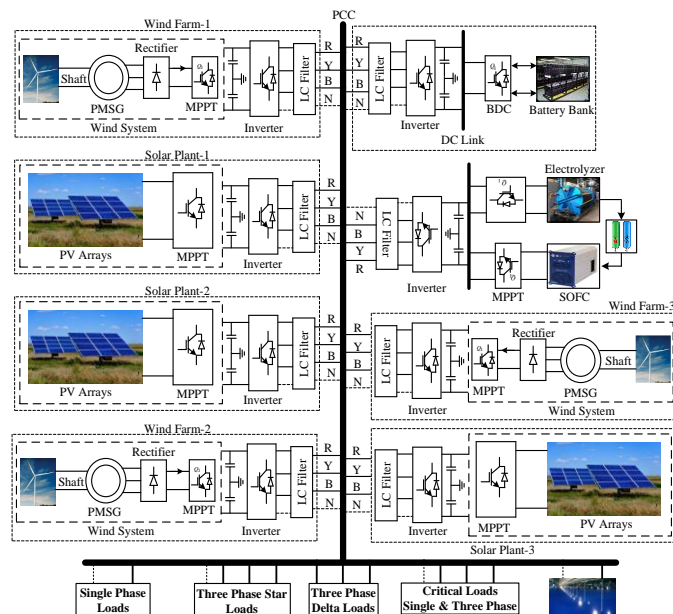 PCC
Wind Farm-1
Rectifier
Shaft
PMSG
MPPT
Wind System
Inverter
LC Filter
R
Y
B
N
R
Y
B
N
LC Filter
Inverter
BDC
Battery Bank
DC Link
Solar Plant-1
PV Arrays
MPPT
Inverter
LC Filter
R
Y
B
N
N
B
Y
R
LC Filter
Inverter
Electrolyzer
MPPT
SOFC
Solar Plant-2
PV Arrays
MPPT
Inverter
LC Filter
R
Y
B
N
R
Y
B
N
LC Filter
Inverter
Wind Farm-3
Rectifier
Shaft
MPPT
PMSG
Wind System
Wind Farm-2
Rectifier
Shaft
PMSG
MPPT
Wind System
Inverter
LC Filter
R
Y
B
N
R
Y
B
N
LC Filter
Inverter
MPPT
PV Arrays
Solar Plant-3
Single Phase
Loads
Three Phase Star
Loads
Three Phase
Delta Loads
Critical Loads
Single & Three Phase